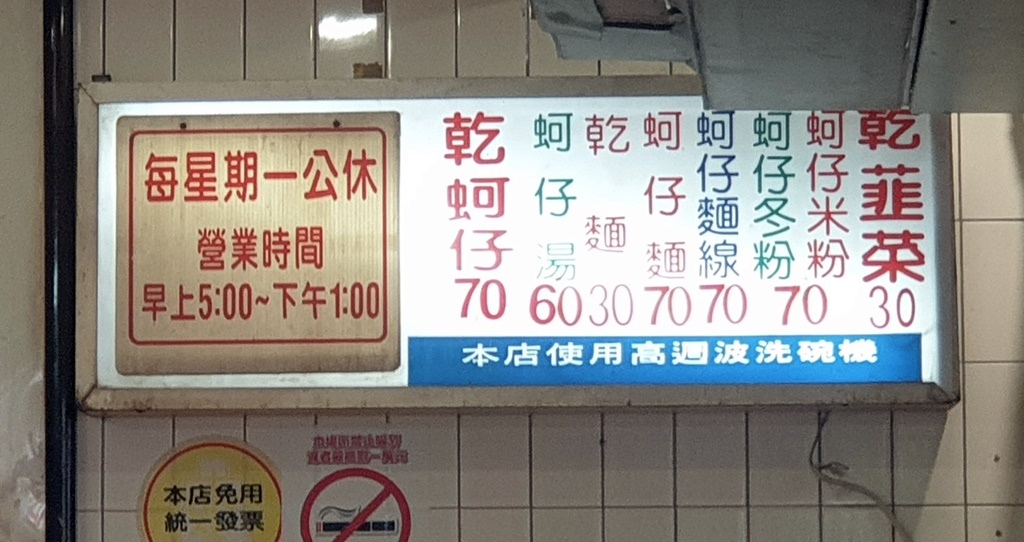 每星期一公休
營業時間
早上5:00~下午1:00
乾蚵仔 70
蚵仔湯 60
乾麵 30
蚵仔麵 70
蚵仔麵線 70
蚵仔冬粉
蚵仔米粉
70
乾韮菜 30
本店使用高週波洗碗機
本店免用
統一發票